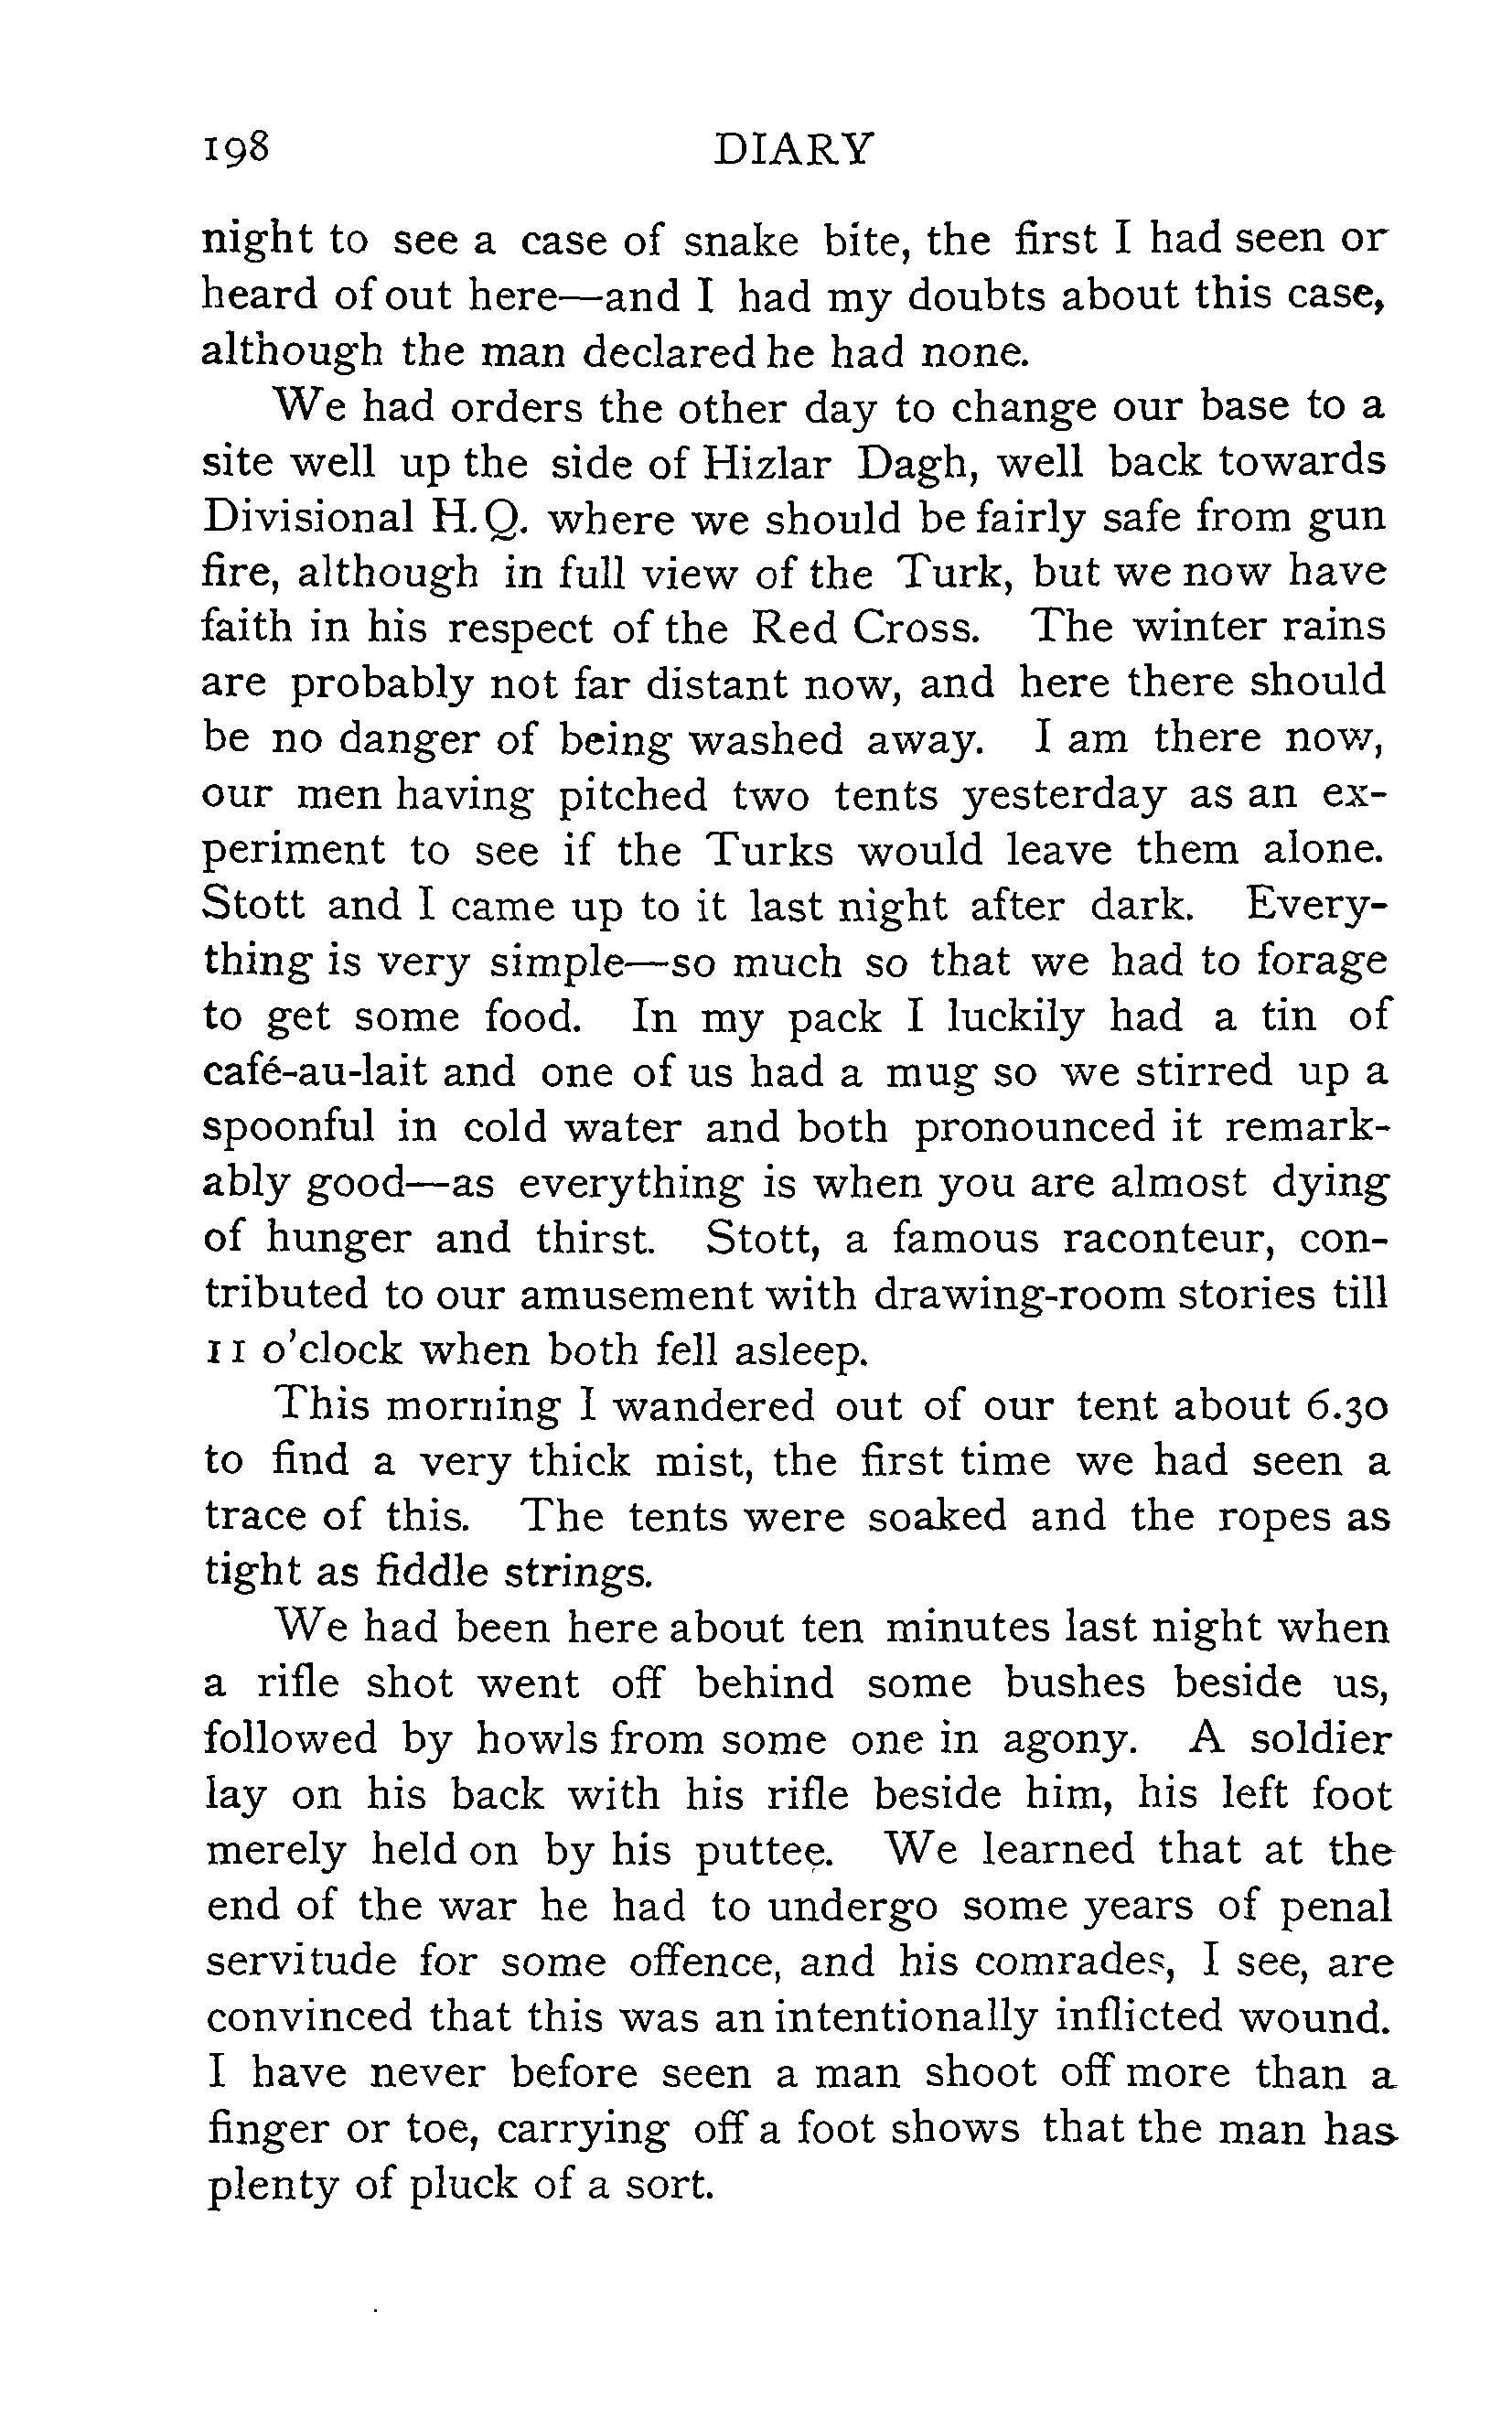 198 DIARY
night to see a case of snake bite, the first I had seen or
heard of out here—and I had my doubts about this case,
although the man declared he had none.
We had orders the other day to change our base to a
site well up the side of Hizlar Dagh, well back towards
Divisional H.Q. where we should be fairly safe from gun
fire, although in full view of the Turk, but we now have
faith in his respect of the Red Cross. The winter rains
are probably not far distant now, and here there should
be no danger of being washed away. I am there now,
our men having pitched two tents yesterday as an ex-
periment to see if the Turks would leave them alone.
Stott and I came up to it last night after dark. Every-
thing is very simple—so much so that we had to forage
to get some food. In my pack I luckily had a tin of
café-au-lait and one of us had a mug so we stirred up a
spoonful in cold water and both pronounced it remark-
ably good—as everything is when you are almost dying
of hunger and thirst. Stott, a famous raconteur, con-
tributed to our amusement with drawing-room stories till
11 o'clock when both fell asleep.
This morning I wandered out of our tent about 6.30
to find a very thick mist, the first time we had seen a
trace of this. The tents were soaked and the ropes as
tight as fiddle strings.
We had been here about ten minutes last night when
a rifle shot went off behind some bushes beside us,
followed by howls from some one in agony. A soldier
lay on his back with his rifle beside him, his left foot
merely held on by his puttee. We learned that at the
end of the war he had to undergo some years of penal
servitude for some offence, and his comrades, I see, are
convinced that this was an intentionally inflicted wound.
I have never before seen a man shoot off more than a
finger or toe, carrying off a foot shows that the man has
plenty of pluck of a sort.